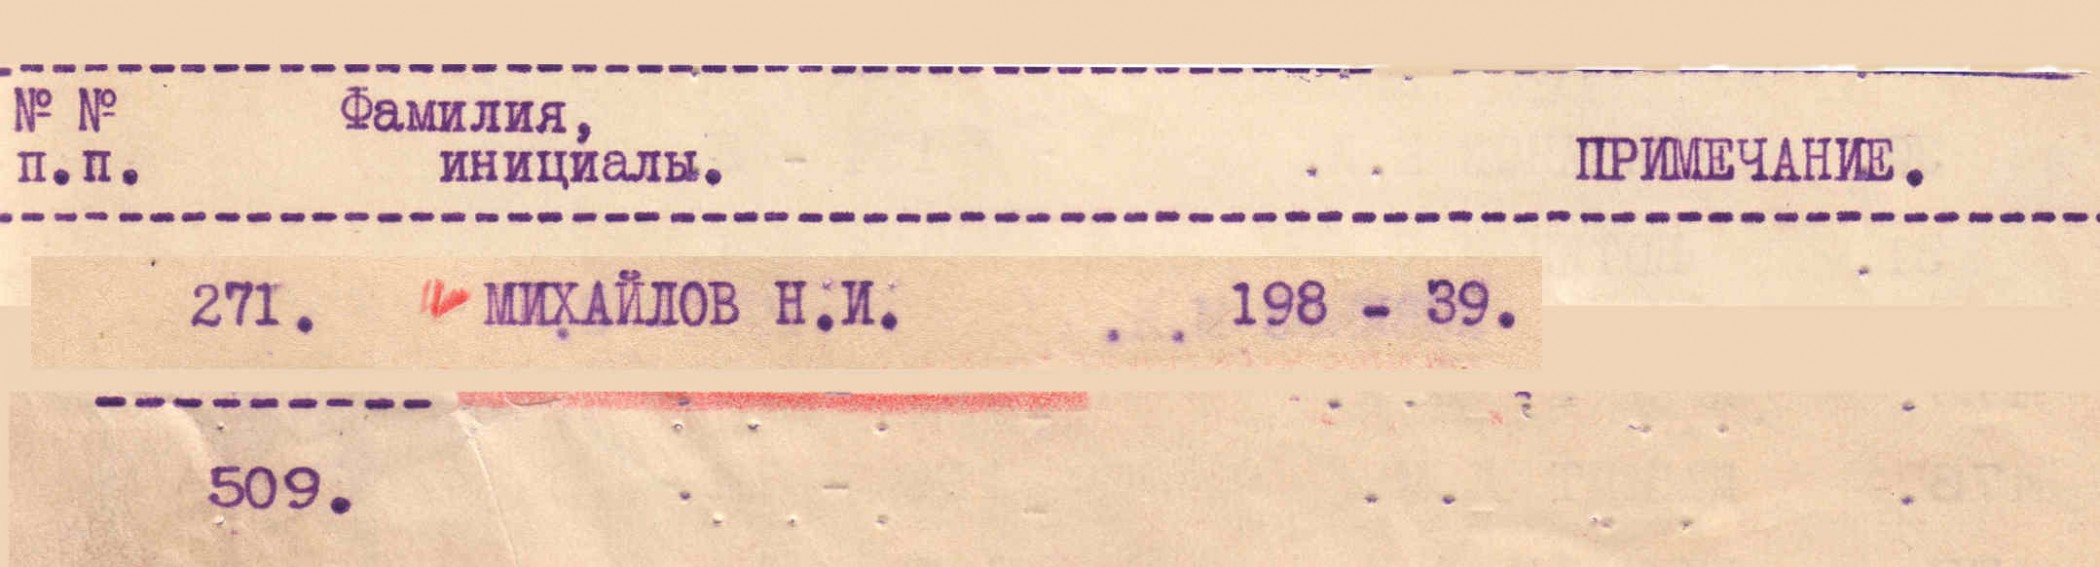 № № Фамилия,
п.п. инициалы. ПРИМЕЧАНИЕ.
271. МИХАЙЛОВ Н.И. 198 - 39.
509.